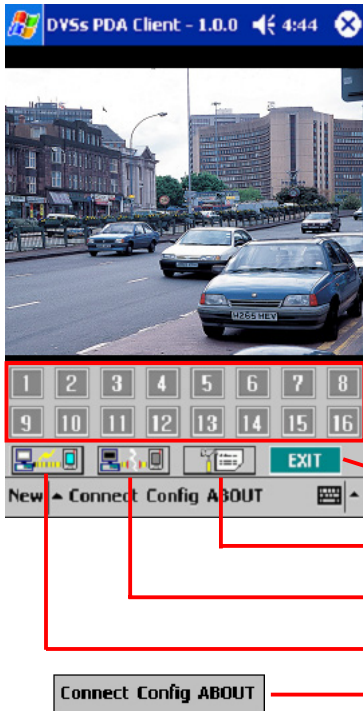 DVSs PDA Client - 1.0.0 4:44
H265 HEV
1 2 3 4 5 6 7 8
9 10 11 12 13 14 15 16
EXIT
New Connect Config ABOUT
Connect Config ABOUT